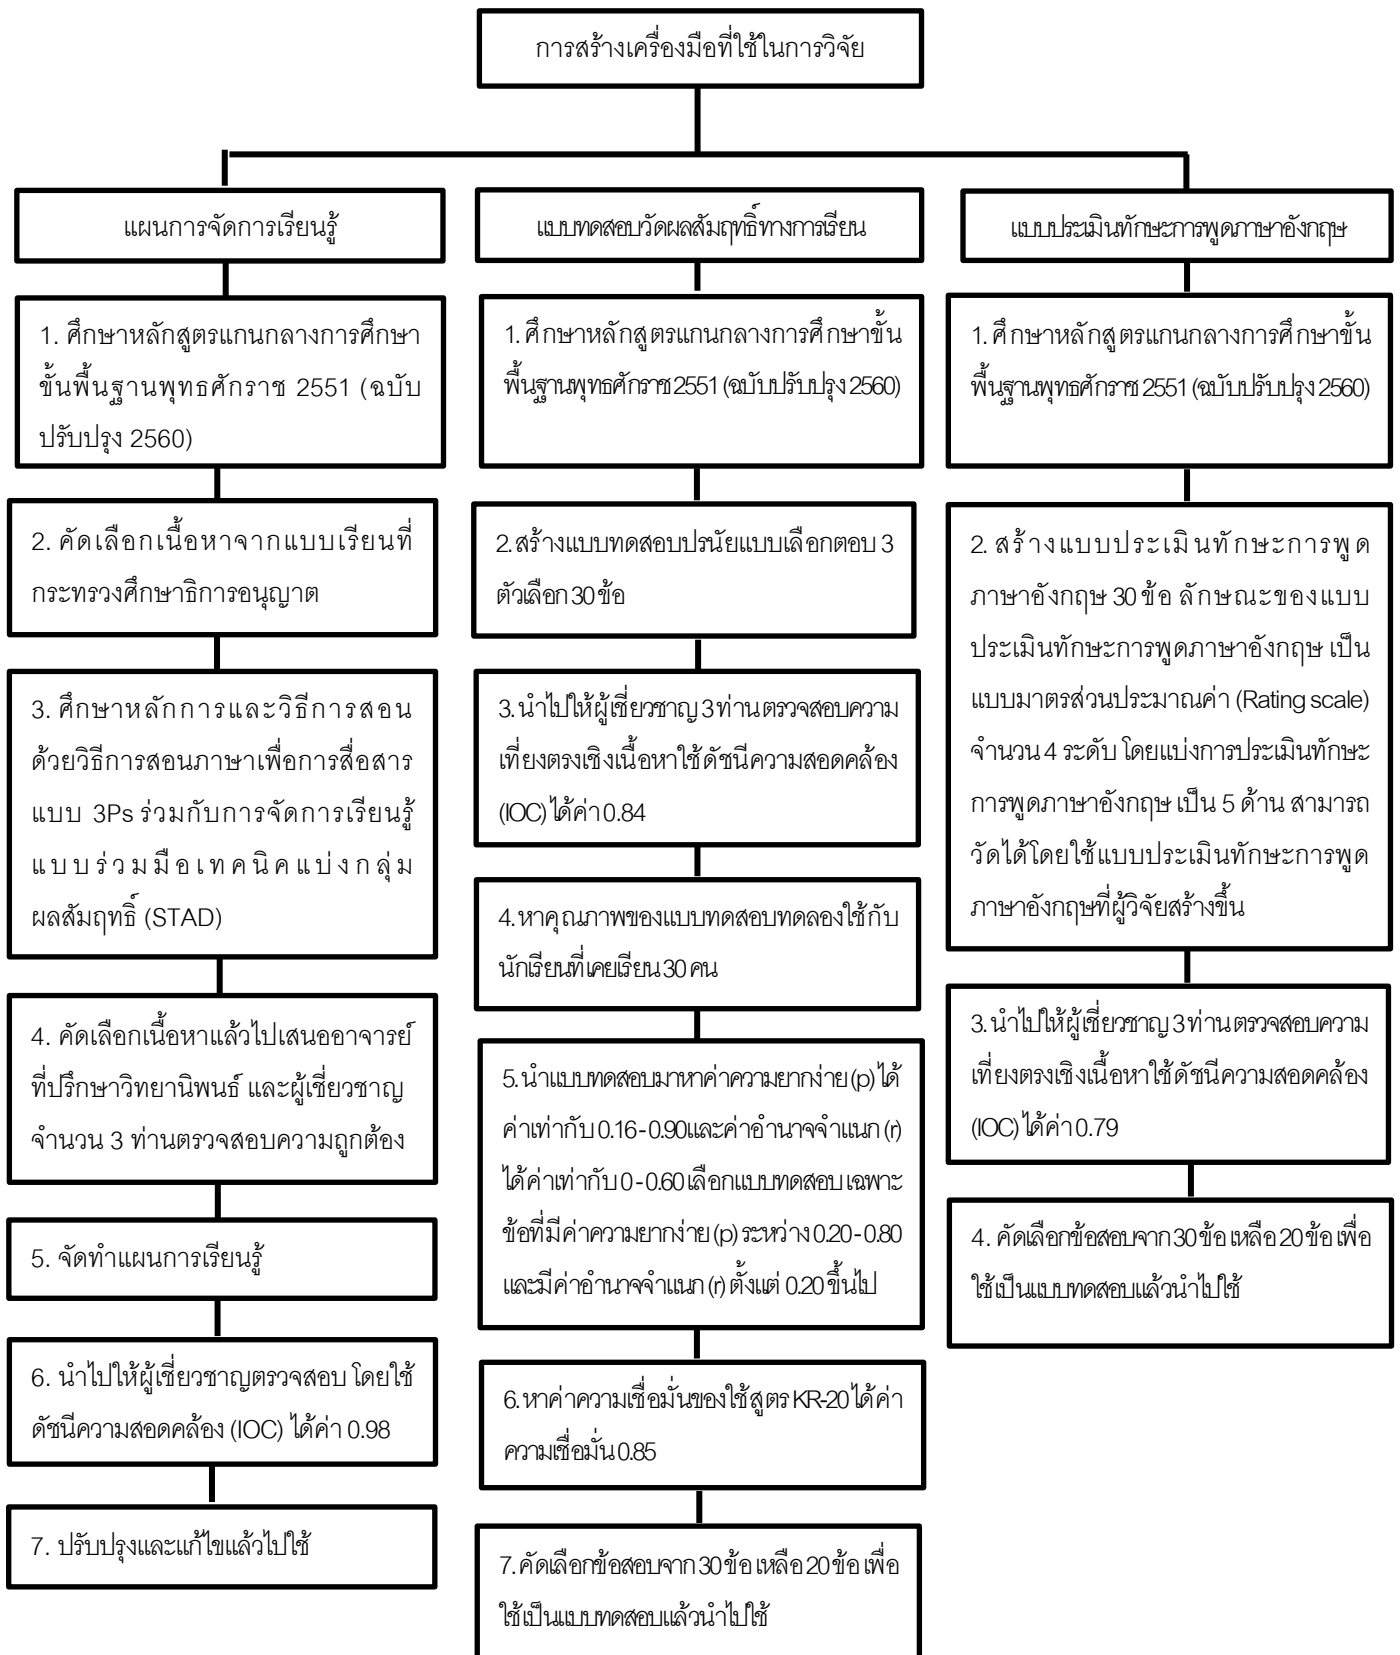 การสร้างเครื่องมือที่ใช้ในการวิจัย
แผนการจัดการเรียนรู้
1. ศึกษาหลักสูตรแกนกลางการศึกษา
ขั้นพื้นฐานพุทธศักราช 2551 (ฉบับ
ปรับปรุง 2560)
2. คัดเลือกเนื้อหาจากแบบเรียนที่
กระทรวงศึกษาธิการอนุญาต
3. ศึกษาหลักการและวิธีการสอน
ด้วยวิธีการสอนภาษาเพื่อการสื่อสาร
แบบ 3Ps ร่วมกับการจัดการเรียนรู้
แบบร่วมมือเทคนิคแบ่งกลุ่ม
ผลสัมฤทธิ์ (STAD)
4. คัดเลือกเนื้อหาแล้วไปเสนออาจารย์
ที่ปรึกษาวิทยานิพนธ์ และผู้เชี่ยวชาญ
จำนวน 3 ท่านตรวจสอบความถูกต้อง
5. จัดทำแผนการเรียนรู้
6. นำไปให้ผู้เชี่ยวชาญตรวจสอบ โดยใช้
ดัชนีความสอดคล้อง (IOC) ได้ค่า 0.98
7. ปรับปรุงและแก้ไขแล้วไปใช้
แบบทดสอบวัดผลสัมฤทธิ์ทางการเรียน
1. ศึกษาหลักสูตรแกนกลางการศึกษาขั้น
พื้นฐานพุทธศักราช 2551 (ฉบับปรับปรุง 2560)
2. สร้างแบบทดสอบปรนัยแบบเลือกตอบ 3
ตัวเลือก 30 ข้อ
3. นำไปให้ผู้เชี่ยวชาญ 3 ท่าน ตรวจสอบความ
เที่ยงตรงเชิงเนื้อหาใช้ดัชนีความสอดคล้อง
(IOC) ได้ค่า 0.84
4. หาคุณภาพของแบบทดสอบทดลองใช้กับ
นักเรียนที่เคยเรียน 30 คน
5. นำแบบทดสอบมาหาค่าความยากง่าย (p) ได้
ค่าเท่ากับ 0.16 - 0.90 และค่าอำนาจจำแนก (r)
ได้ค่าเท่ากับ 0 - 0.60 เลือกแบบทดสอบ เฉพาะ
ข้อที่มีค่าความยากง่าย (p) ระหว่าง 0.20 - 0.80
และมีค่าอำนาจจำแนก (r) ตั้งแต่ 0.20 ขึ้นไป
6. หาค่าความเชื่อมั่นของใช้สูตร KR-20 ได้ค่า
ความเชื่อมั่น 0.85
7. คัดเลือกข้อสอบจาก 30 ข้อ เหลือ 20 ข้อ เพื่อ
ใช้เป็นแบบทดสอบแล้วนำไปใช้
แบบประเมินทักษะการพูดภาษาอังกฤษ
1. ศึกษาหลักสูตรแกนกลางการศึกษาขั้น
พื้นฐานพุทธศักราช 2551 (ฉบับปรับปรุง 2560)
2. สร้างแบบประเมินทักษะการพูด
ภาษาอังกฤษ 30 ข้อ ลักษณะของแบบ
ประเมินทักษะการพูดภาษาอังกฤษ เป็น
แบบมาตรส่วนประมาณค่า (Rating scale)
จำนวน 4 ระดับ โดยแบ่งการประเมินทักษะ
การพูดภาษาอังกฤษ เป็น 5 ด้าน สามารถ
วัดได้โดยใช้แบบประเมินทักษะการพูด
ภาษาอังกฤษที่ผู้วิจัยสร้างขึ้น
3. นำไปให้ผู้เชี่ยวชาญ 3 ท่าน ตรวจสอบความ
เที่ยงตรงเชิงเนื้อหาใช้ดัชนีความสอดคล้อง
(IOC) ได้ค่า 0.79
4. คัดเลือกข้อสอบจาก 30 ข้อ เหลือ 20 ข้อ เพื่อ
ใช้เป็นแบบทดสอบแล้วนำไปใช้